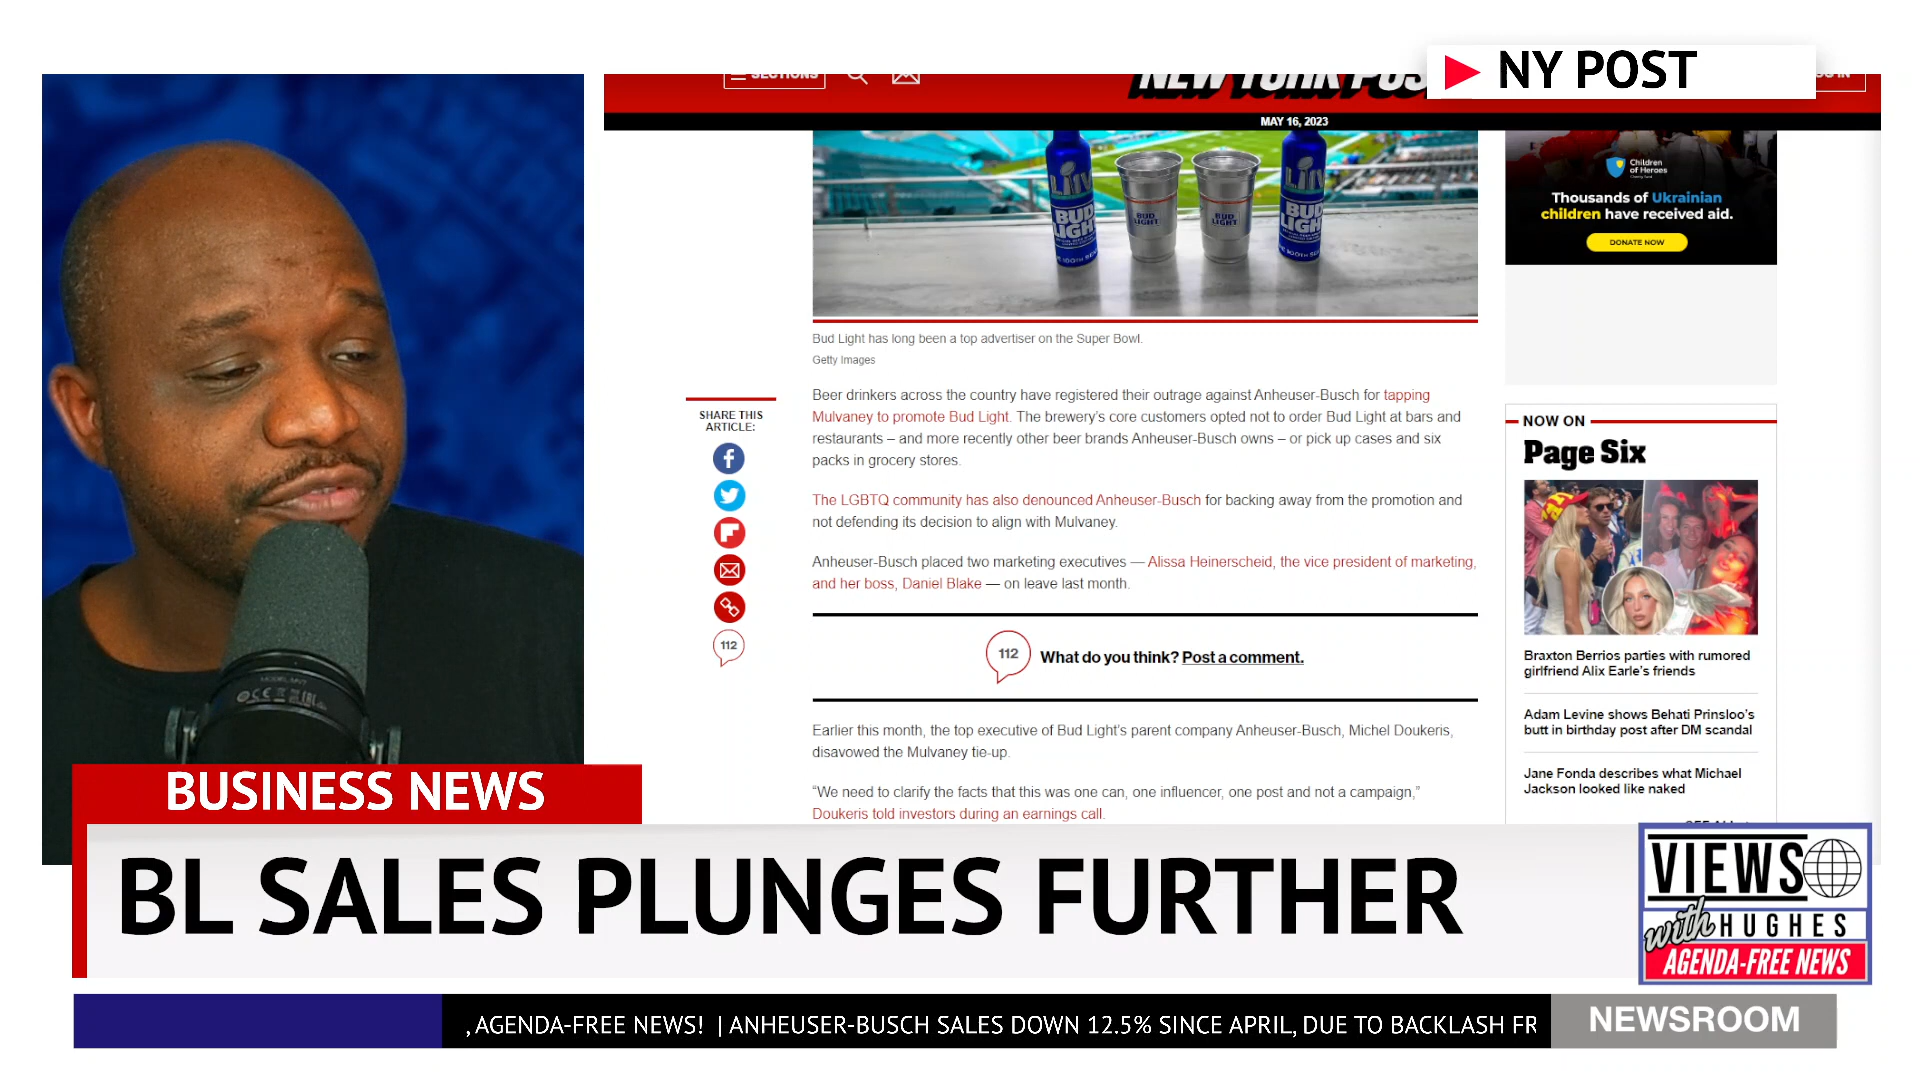 NY POST
SECTIONS
NEW YORK POS
MAY 16, 2023
BUD LIGHT
BUD LIGHT
BUD LIGHT
BUD LIGHT
Children of Heroes
Thousands of Ukrainian
children have received aid.
DONATE NOW
Bud Light has long been a top advertiser on the Super Bowl.
Getty Images
SHARE THIS
ARTICLE:
112
Beer drinkers across the country have registered their outrage against Anheuser-Busch for tapping
Mulvaney to promote Bud Light. The brewery's core customers opted not to order Bud Light at bars and
restaurants – and more recently other beer brands Anheuser-Busch owns – or pick up cases and six
packs in grocery stores.
The LGBTQ community has also denounced Anheuser-Busch for backing away from the promotion and
not defending its decision to align with Mulvaney.
Anheuser-Busch placed two marketing executives — Alissa Heinerscheid, the vice president of marketing,
and her boss, Daniel Blake — on leave last month.
112 What do you think? Post a comment.
Earlier this month, the top executive of Bud Light's parent company Anheuser-Busch, Michel Doukeris,
disavowed the Mulvaney tie-up.
“We need to clarify the facts that this was one can, one influencer, one post and not a campaign,”
Doukeris told investors during an earnings call.
NOW ON
Page Six
Braxton Berrios parties with rumored
girlfriend Alix Earle's friends
Adam Levine shows Behati Prinsloo's
butt in birthday post after DM scandal
Jane Fonda describes what Michael
Jackson looked like naked
BUSINESS NEWS
BL SALES PLUNGES FURTHER
VIEWS
with HUGHES
AGENDA-FREE NEWS
, AGENDA-FREE NEWS! | ANHEUSER-BUSCH SALES DOWN 12.5% SINCE APRIL, DUE TO BACKLASH FR
NEWSROOM